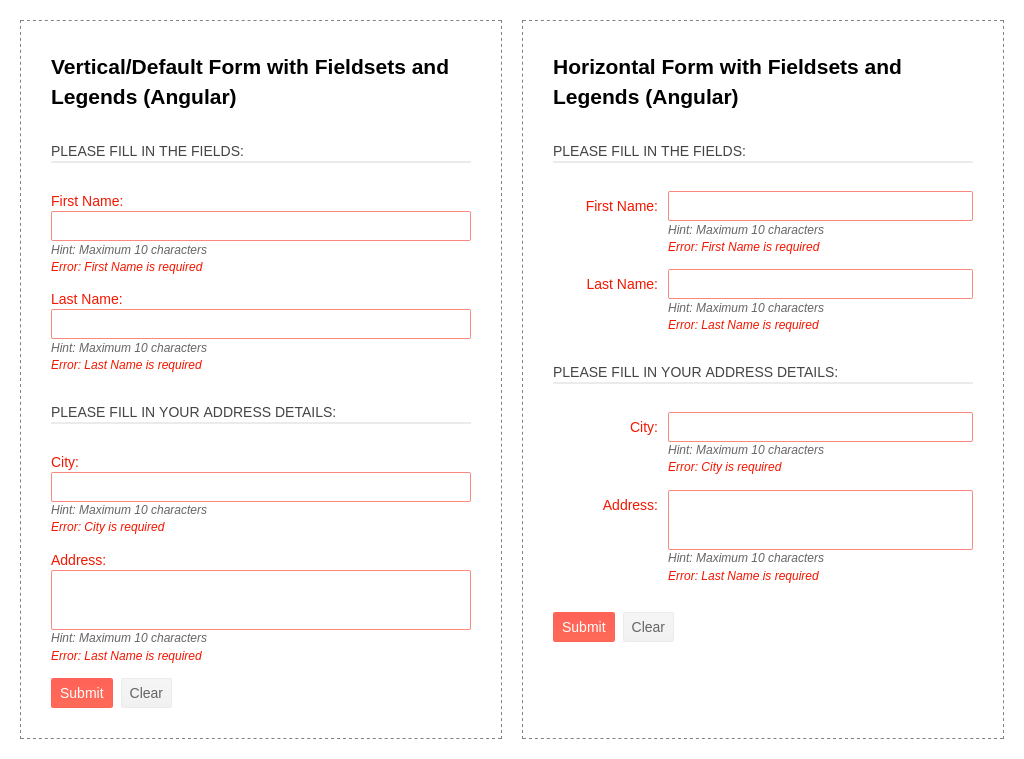 Vertical/Default Form with Fieldsets and
Legends (Angular)
PLEASE FILL IN THE FIELDS:
First Name:
Hint: Maximum 10 characters
Error: First Name is required
Last Name:
Hint: Maximum 10 characters
Error: Last Name is required
PLEASE FILL IN YOUR ADDRESS DETAILS:
City:
Hint: Maximum 10 characters
Error: City is required
Address:
Hint: Maximum 10 characters
Error: Last Name is required
Submit Clear
Horizontal Form with Fieldsets and
Legends (Angular)
PLEASE FILL IN THE FIELDS:
First Name:
Hint: Maximum 10 characters
Error: First Name is required
Last Name:
Hint: Maximum 10 characters
Error: Last Name is required
PLEASE FILL IN YOUR ADDRESS DETAILS:
City:
Hint: Maximum 10 characters
Error: City is required
Address:
Hint: Maximum 10 characters
Error: Last Name is required
Submit Clear